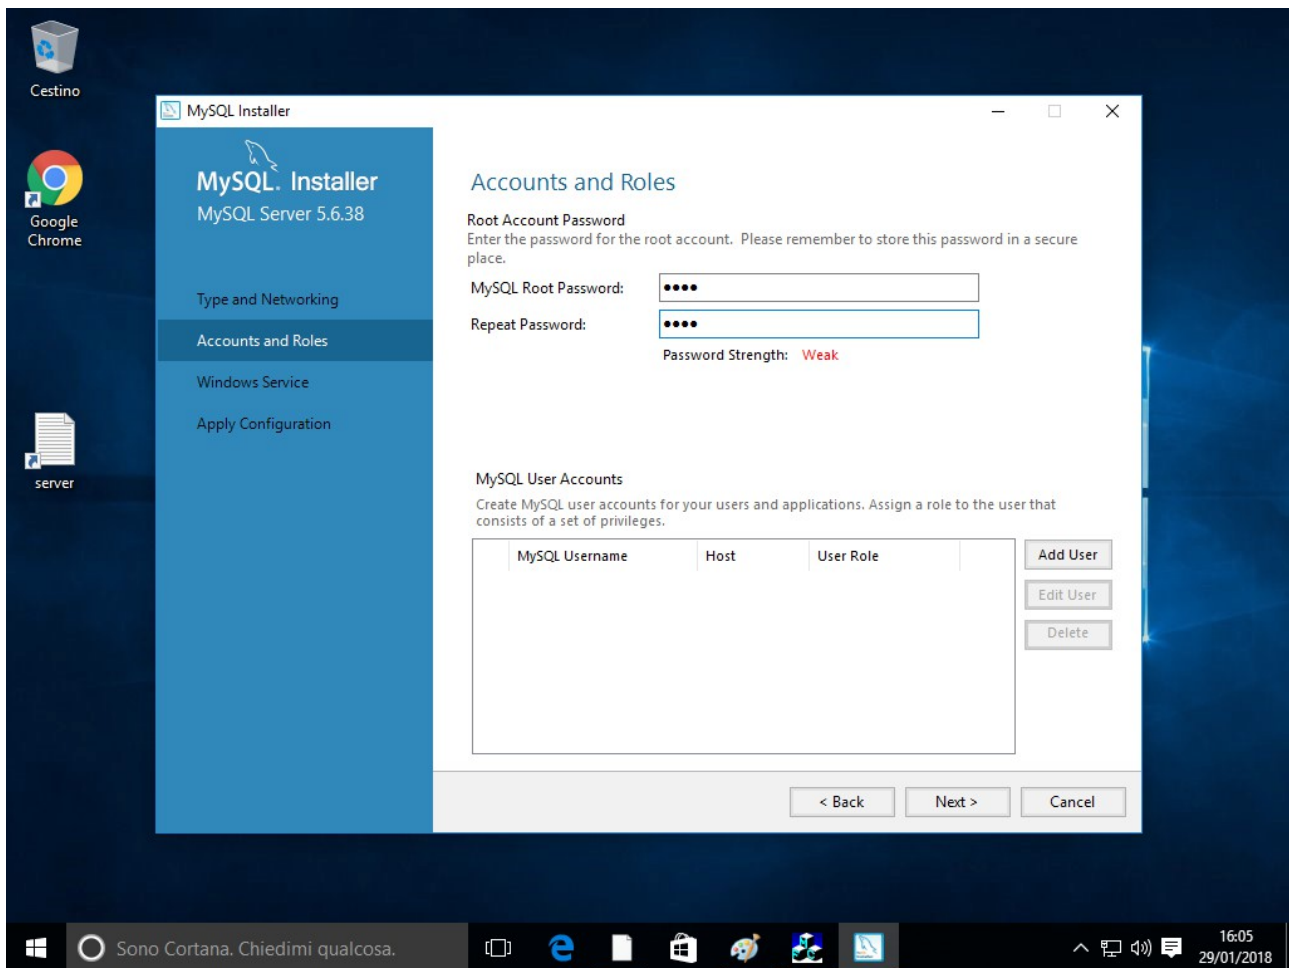 Cestino
Google
Chrome
server
MySQL Installer
MySQL. Installer
MySQL Server 5.6.38
Type and Networking
Accounts and Roles
Windows Service
Apply Configuration
Accounts and Roles
Root Account Password
Enter the password for the root account. Please remember to store this password in a secure
place.
MySQL Root Password: ●●●●
Repeat Password: ●●●●
Password Strength: Weak
MySQL User Accounts
Create MySQL user accounts for your users and applications. Assign a role to the user that
consists of a set of privileges.
MySQL Username Host User Role
Add User
Edit User
Delete
< Back Next > Cancel
Sono Cortana. Chiedimi qualcosa.
16:05
29/01/2018